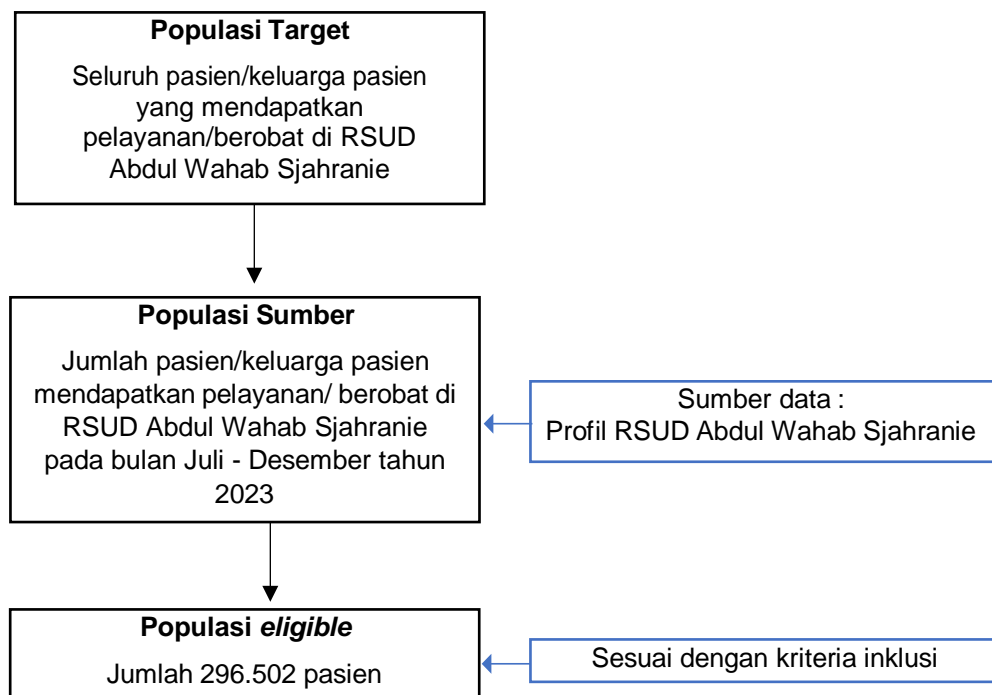 Populasi Target
Seluruh pasien/keluarga pasien
yang mendapatkan
pelayanan/berobat di RSUD
Abdul Wahab Sjahranie
Populasi Sumber
Jumlah pasien/keluarga pasien
mendapatkan pelayanan/ berobat di
RSUD Abdul Wahab Sjahranie
pada bulan Juli - Desember tahun
2023
Sumber data :
Profil RSUD Abdul Wahab Sjahranie
Populasi eligible
Jumlah 296.502 pasien
Sesuai dengan kriteria inklusi